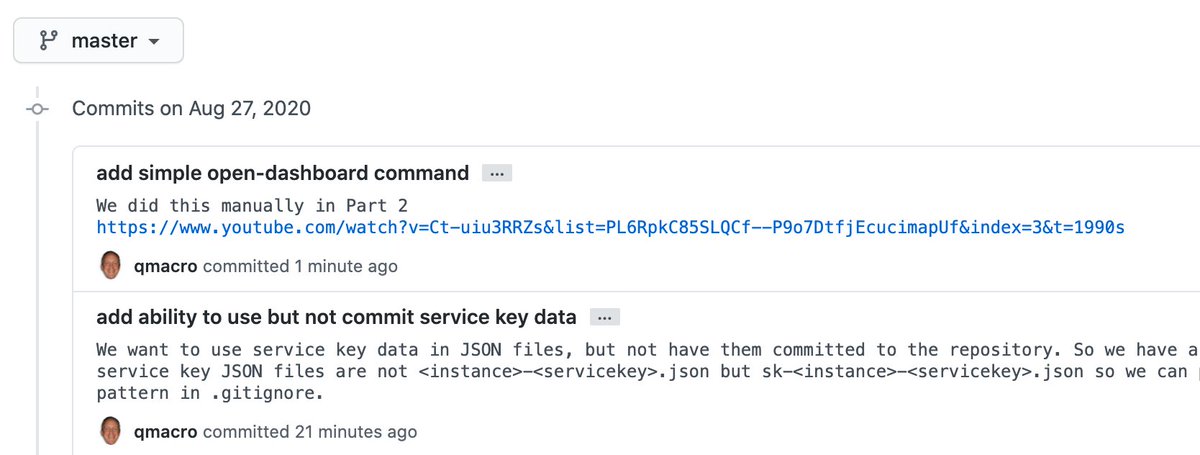 master
Commits on Aug 27, 2020
add simple open-dashboard command ...
We did this manually in Part 2
https://www.youtube.com/watch?v=Ct-uiu3RRZs&list=PL6RpkC85SLQCf--P9o7DtfjEcucimapUf&index=3&t=1990s
qmacro committed 1 minute ago
add ability to use but not commit service key data ...
We want to use service key data in JSON files, but not have them committed to the repository. So we have a
service key JSON files are not <instance>-<servicekey>.json but sk-<instance>-<servicekey>.json so we can
pattern in .gitignore.
qmacro committed 21 minutes ago